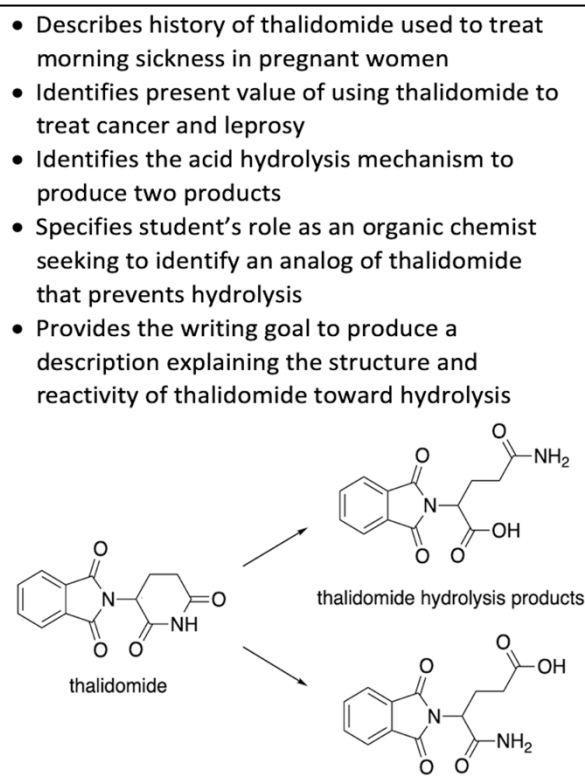 • Describes history of thalidomide used to treat
morning sickness in pregnant women
• Identifies present value of using thalidomide to
treat cancer and leprosy
• Identifies the acid hydrolysis mechanism to
produce two products
• Specifies student's role as an organic chemist
seeking to identify an analog of thalidomide
that prevents hydrolysis
• Provides the writing goal to produce a
description explaining the structure and
reactivity of thalidomide toward hydrolysis
O
NH₂
O
N
OH
O O
thalidomide hydrolysis products
O
N
O
NH
O O
thalidomide
O
OH
O
N
NH₂
O O